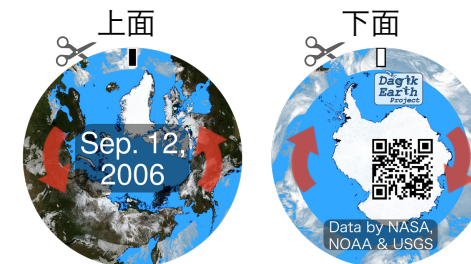 上面
下面
Sep. 12,
2006
Dagik
Earth
Project
Data by NASA,
NOAA & USGS